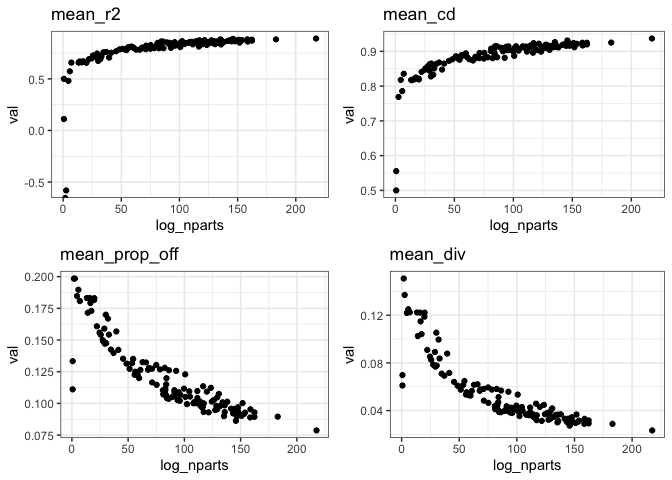 mean_r2
val
0.5
0.0
-0.5
0 50 100 150 200
log_nparts
mean_cd
val
0.9
0.8
0.7
0.6
0.5
0 50 100 150 200
log_nparts
mean_prop_off
val
0.200
0.175
0.150
0.125
0.100
0.075
0 50 100 150 200
log_nparts
mean_div
val
0.12
0.08
0.04
0 50 100 150 200
log_nparts